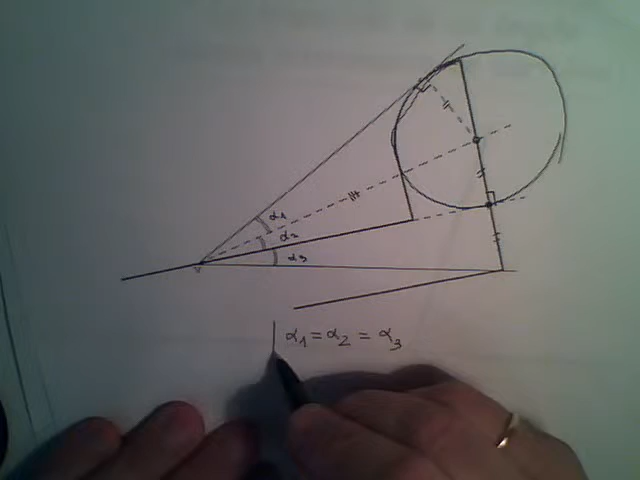 α1
α2
α3
V
α1 = α2 = α3